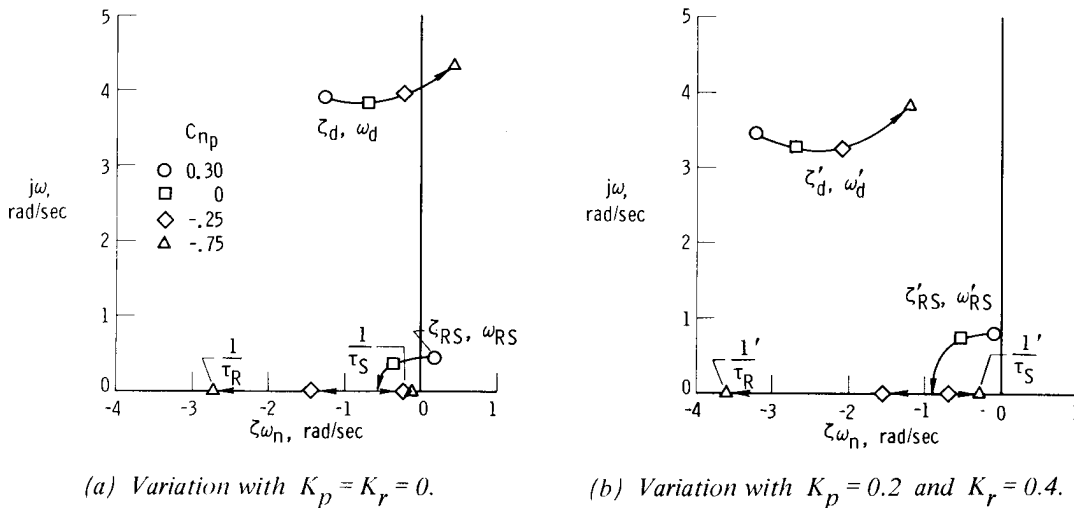 5
4
3
2
1
0
jω,
rad/sec
ζd, ωd
Cnp
0.30
0
-.25
-.75
1/τR
1/τS
ζRS, ωRS
-4 -3 -2 -1 0 1
ζωn, rad/sec
(a) Variation with Kp = Kr = 0.
5
4
3
2
1
0
jω,
rad/sec
ζ'd, ω'd
ζ'RS, ω'RS
1'/τR
1'/τS
-4 -3 -2 -1 0 1
ζωn, rad/sec
(b) Variation with Kp = 0.2 and Kr = 0.4.